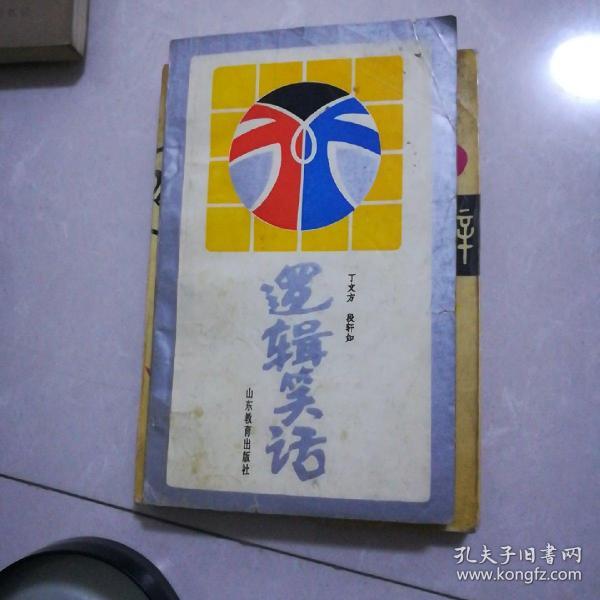 逻辑笑话
丁文方 段轩如
山东教育出版社
辞
孔夫子旧书网
www.kongfz.com